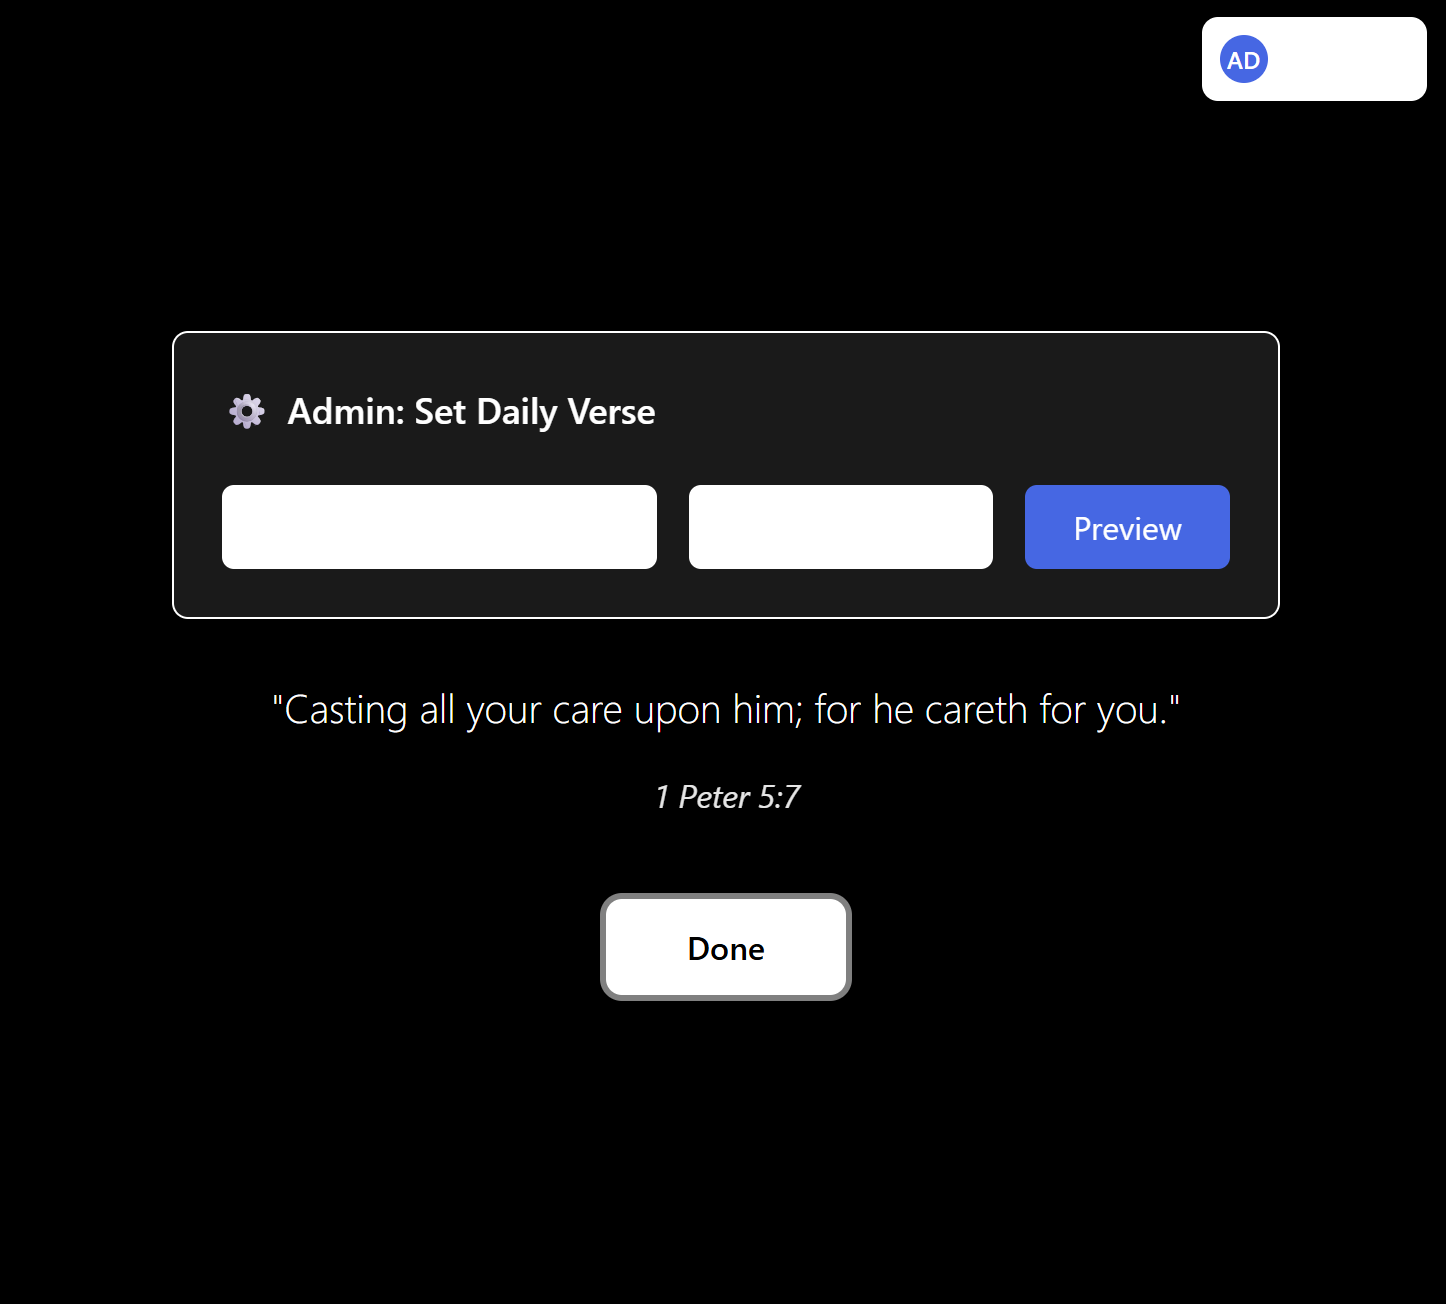 AD
Admin: Set Daily Verse
Preview
"Casting all your care upon him; for he careth for you."
1 Peter 5:7
Done